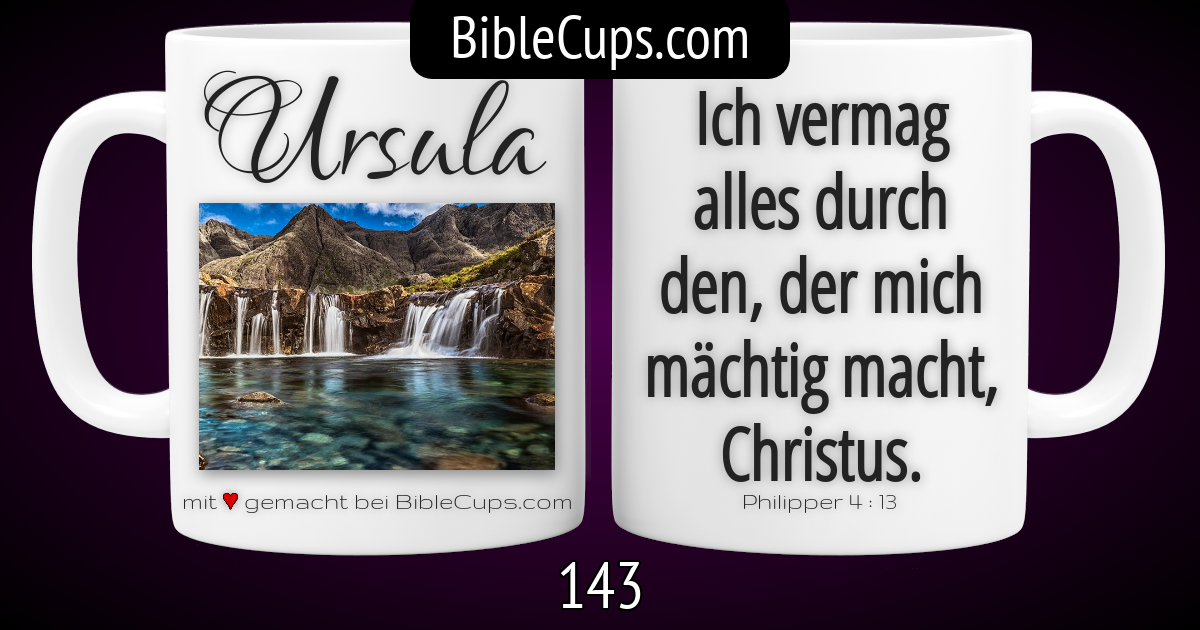 BibleCups.com
Ursula
mit ♥ gemacht bei BibleCups.com
Ich vermag
alles durch
den, der mich
mächtig macht,
Christus.
Philipper 4 : 13
143